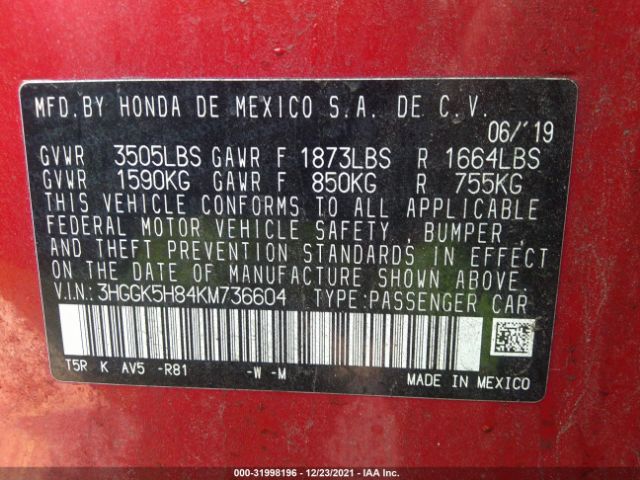 MFD.BY HONDA DE MEXICO S.A. DE C.V.
06/'19
GVWR 3505LBS GAWR F 1873LBS R 1664LBS
GVWR 1590KG GAWR F 850KG R 755KG
THIS VEHICLE CONFORMS TO ALL APPLICABLE
FEDERAL MOTOR VEHICLE SAFETY , BUMPER ,
AND THEFT PREVENTION STANDARDS IN EFFECT
ON THE DATE OF MANUFACTURE SHOWN ABOVE.
V.I.N.: 3HGGK5H84KM736604 TYPE:PASSENGER CAR
T5R K AV5 -R81 -W -M
MADE IN MEXICO
000-31998196 - 12/23/2021 - IAA Inc.